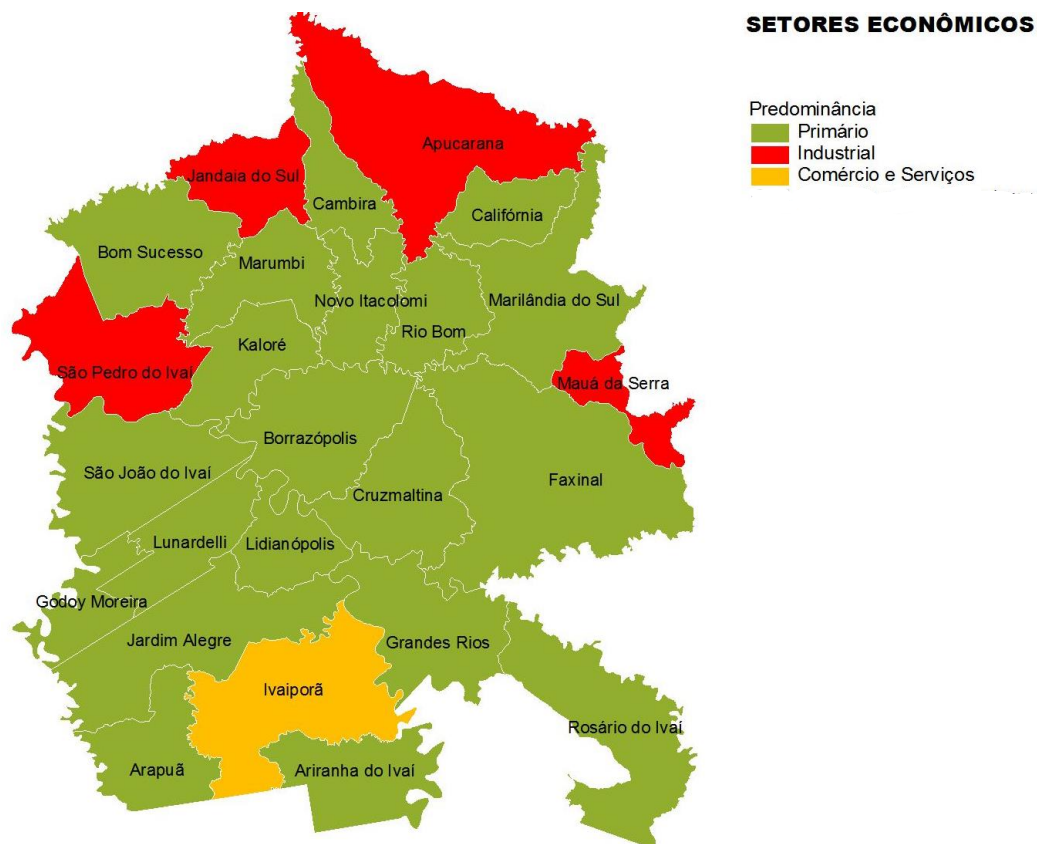 SETORES ECONÔMICOS
Predominância
Primário
Industrial
Comércio e Serviços
Apucarana
Jandaia do Sul
Cambira
Califórnia
Bom Sucesso
Marumbi
Novo Itacolomi
Marilândia do Sul
Rio Bom
Kaloré
São Pedro do Ivaí
Mauá da Serra
Borrazópolis
São João do Ivaí
Faxinal
Cruzmaltina
Lunardelli
Lidianópolis
Godoy Moreira
Jardim Alegre
Grandes Rios
Ivaiporã
Rosário do Ivaí
Arapuã
Ariranha do Ivaí